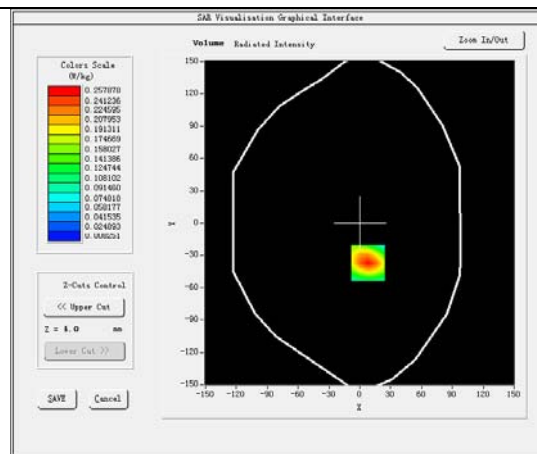 SAR Visualisation Graphical Interface
Volume Radiated Intensity
Zoom In/Out
Colors Scale
(W/kg)
0.257878
0.241236
0.224595
0.207953
0.191311
0.174669
0.158027
0.141386
0.124744
0.108102
0.091460
0.074818
0.058177
0.041535
0.024893
0.008251
150
120
90
60
30
0
-30
-60
-90
-120
-150
Y
-150 -120 -90 -60 -30 0 30 60 90 120 150
X
Z-Cuts Control
<< Upper Cut
Z = 4.0 mm
Lower Cut >>
SAVE Cancel